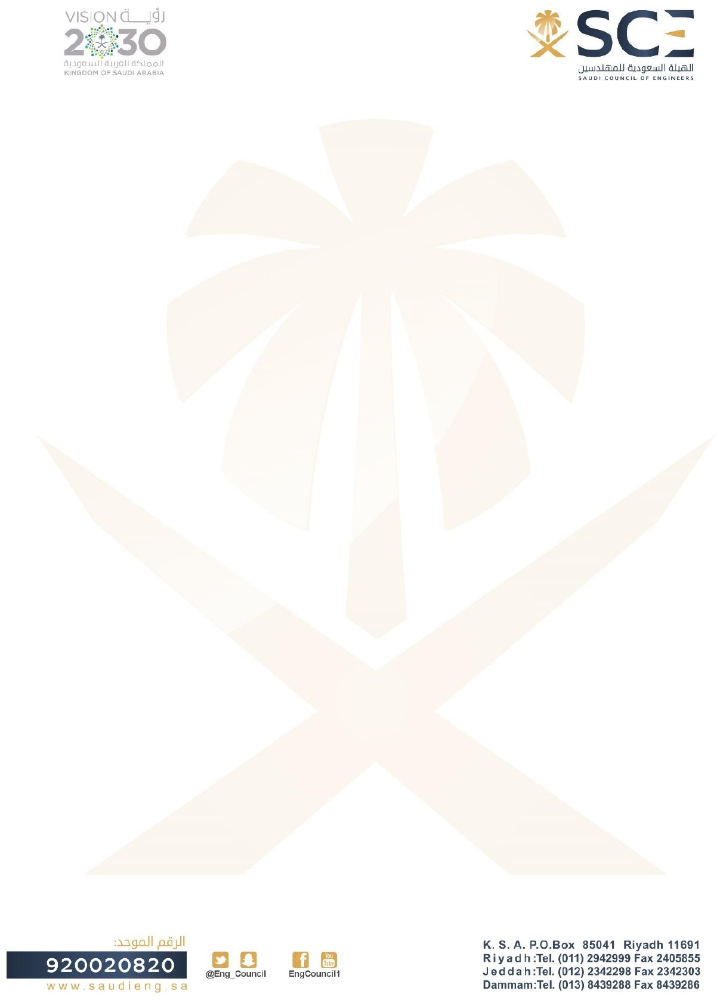 VISION رؤيــة
2030
المملكة العربية السعودية
KINGDOM OF SAUDI ARABIA
SCE
الهيئة السعودية للمهندسين
SAUDI COUNCIL OF ENGINEERS
الرقم الموحد:
920020820
www.saudieng.sa
You
Tube
@Eng_Council
EngCouncil1
K. S. A. P.O.Box 85041 Riyadh 11691
Riyadh:Tel. (011) 2942999 Fax 2405855
Jeddah:Tel. (012) 2342298 Fax 2342303
Dammam:Tel. (013) 8439288 Fax 8439286